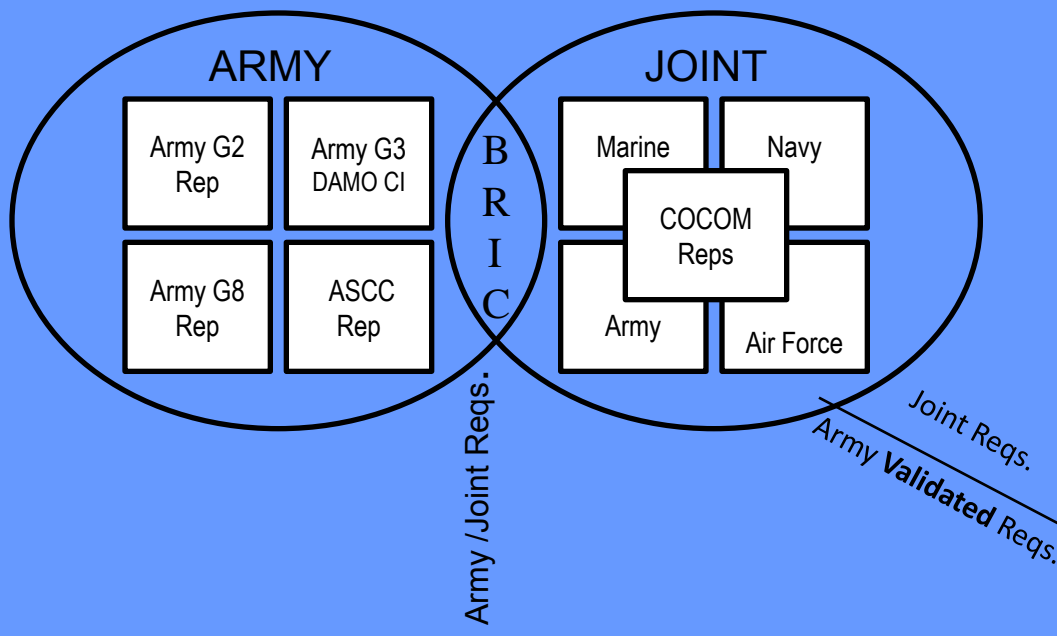 ARMY
Army G2
Rep
Army G3
DAMO CI
Army G8
Rep
ASCC
Rep
B
R
I
C
JOINT
Marine
Navy
COCOM
Reps
Army
Air Force
Army /Joint Reqs.
Joint Reqs.
Army Validated Reqs.